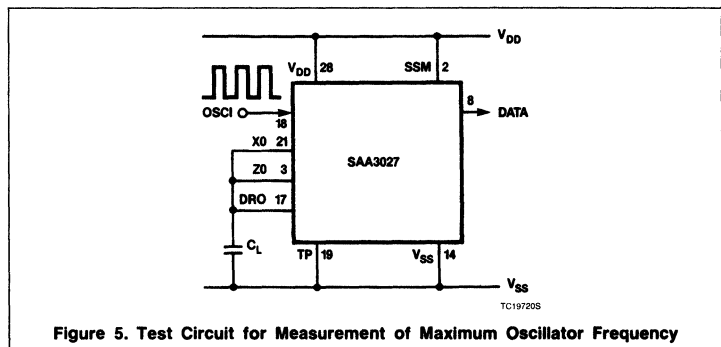 V_DD
V_DD 28
SSM 2
OSCI
18
8
DATA
X0 21
Z0 3
SAA3027
DRO 17
C_L
TP 19
V_SS 14
V_SS
TC19720S
Figure 5. Test Circuit for Measurement of Maximum Oscillator Frequency